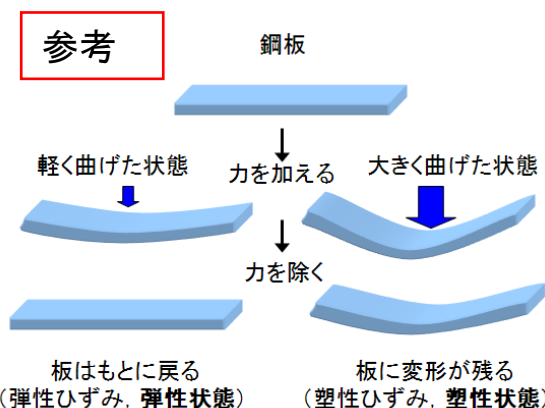 参考
鋼板
軽く曲げた状態
力を加える
大きく曲げた状態
力を除く
板はもとに戻る
(弾性ひずみ, 弾性状態)
板に変形が残る
(塑性ひずみ, 塑性状態)